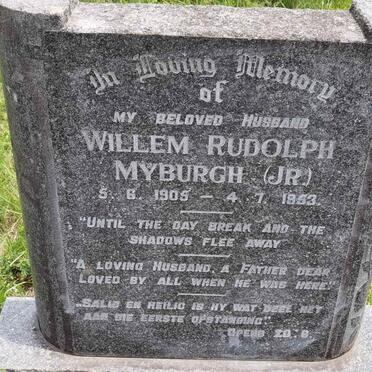 In Loving Memory
of
MY BELOVED HUSBAND
WILLEM RUDOLPH
MYBURGH (JR.)
5. 6. 1905 - 4. 7. 1953.
"UNTIL THE DAY BREAK AND THE
SHADOWS FLEE AWAY"
"A LOVING HUSBAND, A FATHER DEAR
LOVED BY ALL WHEN HE WAS HERE."
"SALIG EN HEILIG IS HY WAT DEEL HET
AAN DIE EERSTE OPSTANDING"
OPENB 20. 6.